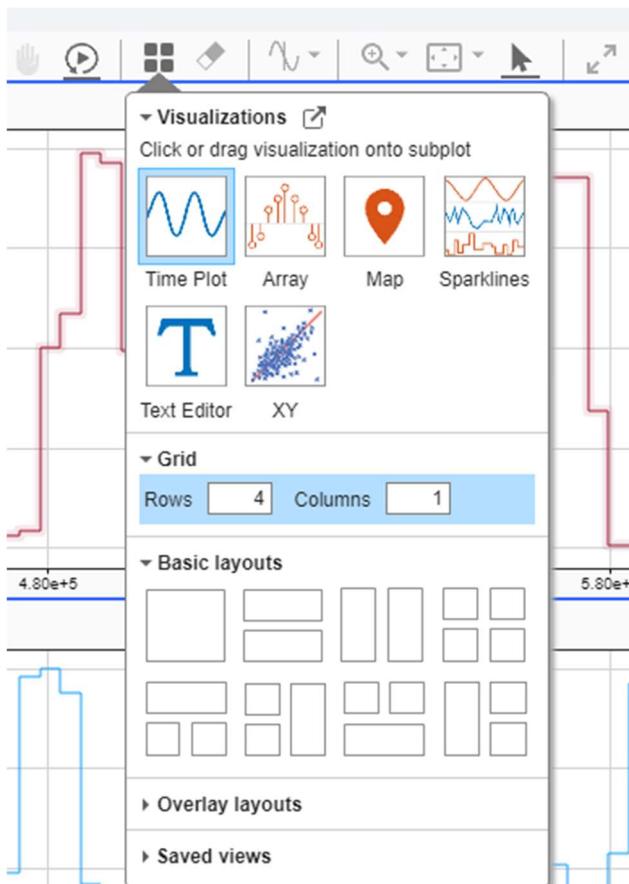 Visualizations
Click or drag visualization onto subplot
Time Plot Array Map Sparklines
T
Text Editor XY
Grid
Rows 4 Columns 1
4.80e+5
Basic layouts
5.80e+
Overlay layouts
Saved views